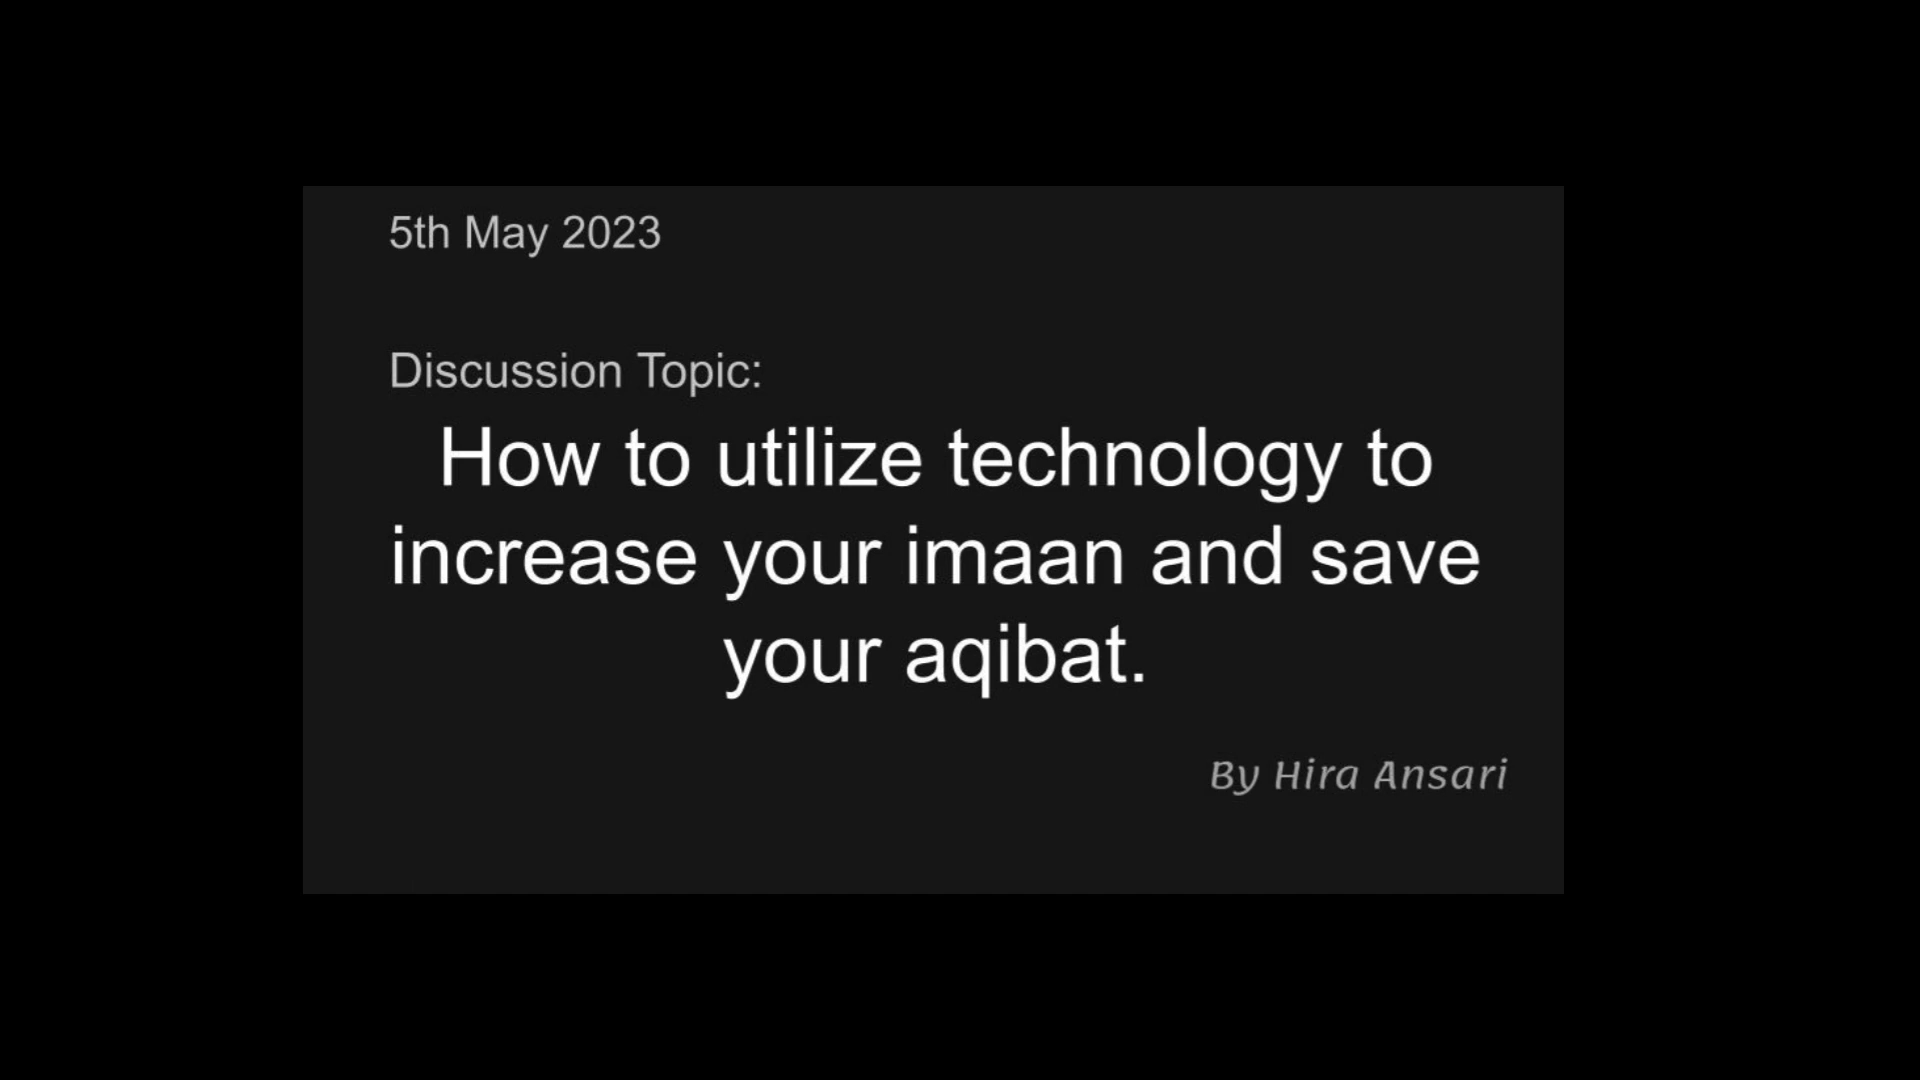 5th May 2023
Discussion Topic:
How to utilize technology to
increase your imaan and save
your aqibat.
By Hira Ansari